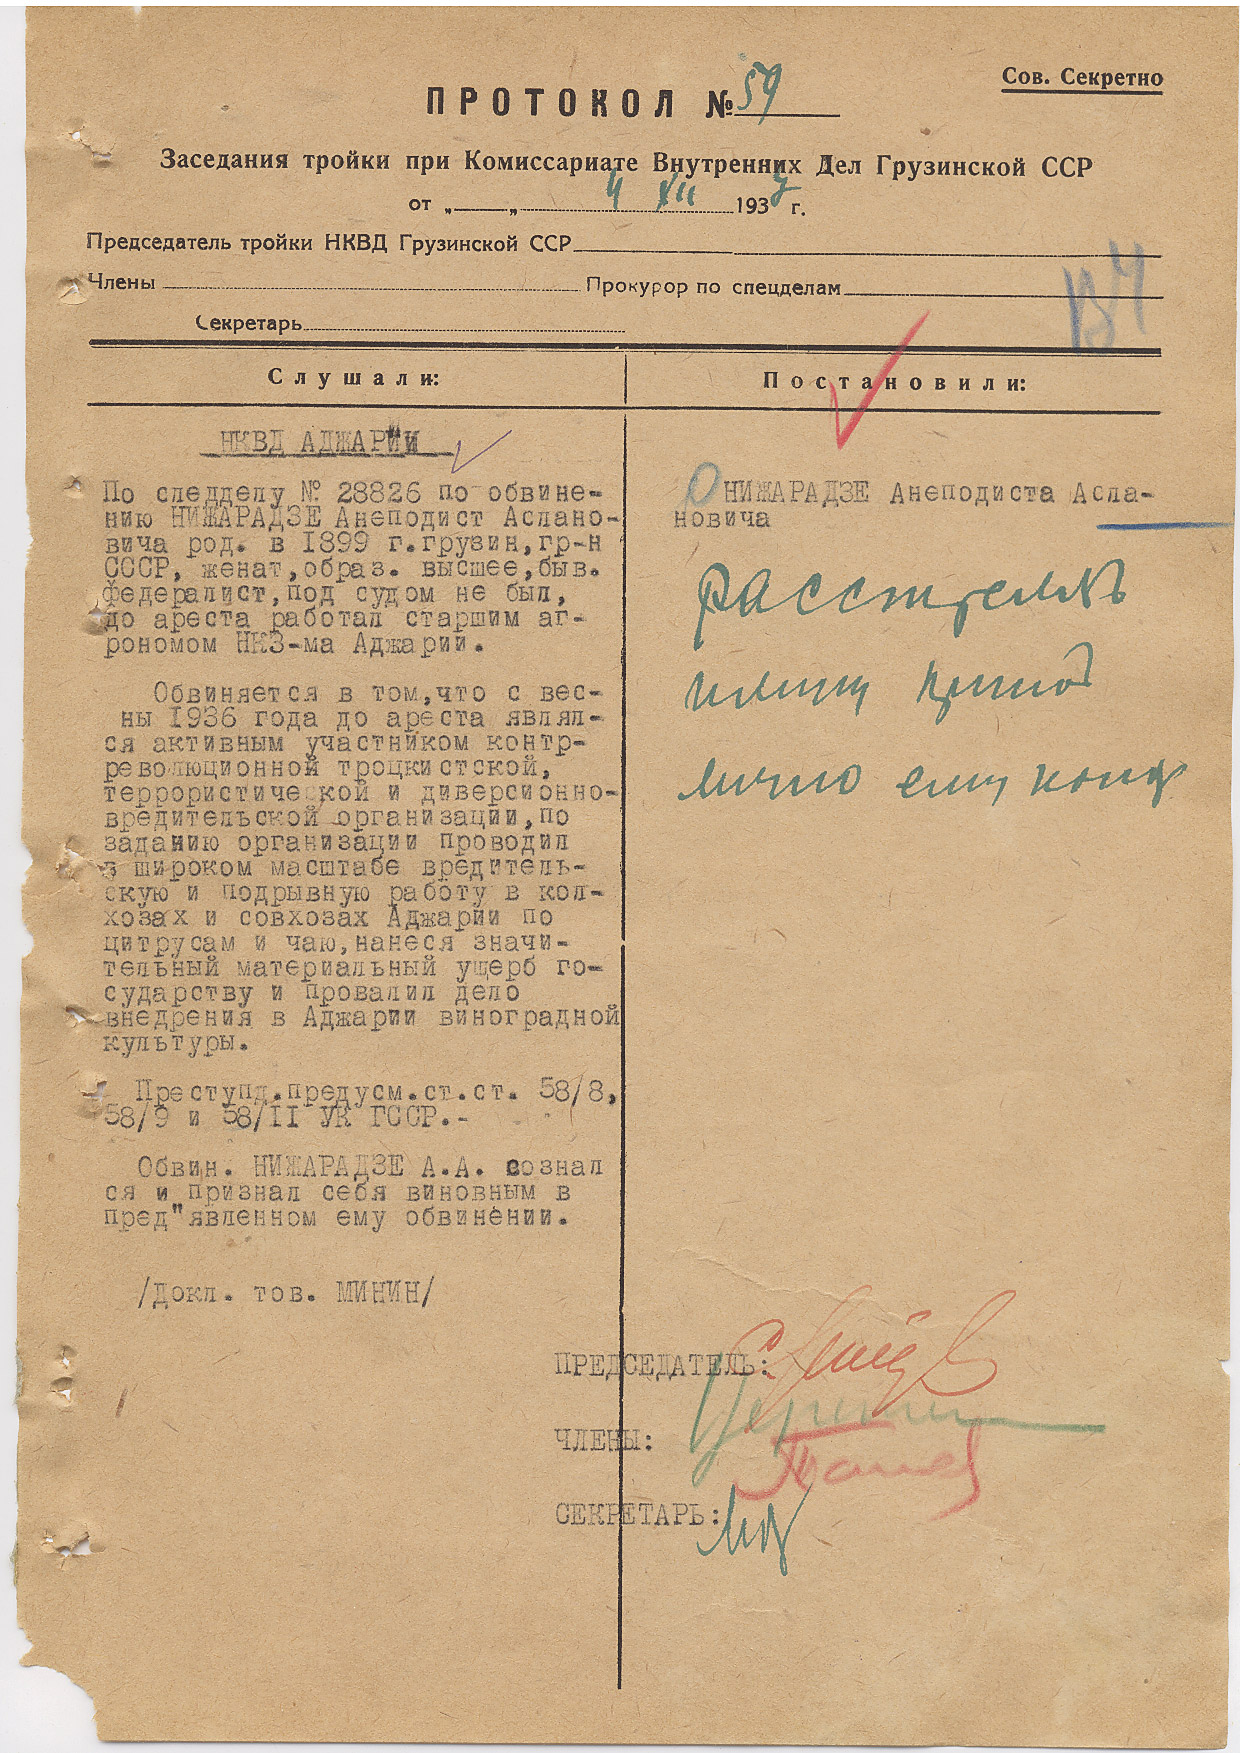 Сов. Секретно
ПРОТОКОЛ № 59
Заседания тройки при Комиссариате Внутренних Дел Грузинской ССР
от „ „ 4 XII 1937 г.
Председатель тройки НКВД Грузинской ССР
Члены Прокурор по спецделам
Секретарь
Слушали:
НКВД АДЖАРИИ
По следделу № 28826 по обвине-
нию НИЖАРАДЗЕ Анеподист Аслано-
вича род. в 1899 г.грузин,гр-н
СССР, женат,образ. высшее,быв.
федералист,под судом не был,
до ареста работал старшим аг-
рономом НКЗ-ма Аджарии.
Обвиняется в том,что с вес-
ны 1936 года до ареста являл-
ся активным участником контр-
революционной троцкистской,
террористической и диверсионно-
вредительской организации,по
заданию организации проводил
в широком масштабе вредитель-
скую и подрывную работу в кол-
хозах и совхозах Аджарии по
цитрусам и чаю,нанеся значи-
тельный материальный ущерб го-
сударству и провалил дело
внедрения в Аджарии виноградной
культуры.
Преступл.предусм.ст.ст. 58/8,
58/9 и 58/II УК ГССР.-
Обвин. НИЖАРАДЗЕ А.А. сознал
ся и признал себя виновным в
пред"явленном ему обвинении.
/Докл. тов. МИНИН/
Постановили:
О НИЖАРАДЗЕ Анеподиста Асла-
новича
расстрелять
лично ему конф
ПРЕДСЕДАТЕЛЬ:
ЧЛЕНЫ:
СЕКРЕТАРЬ: